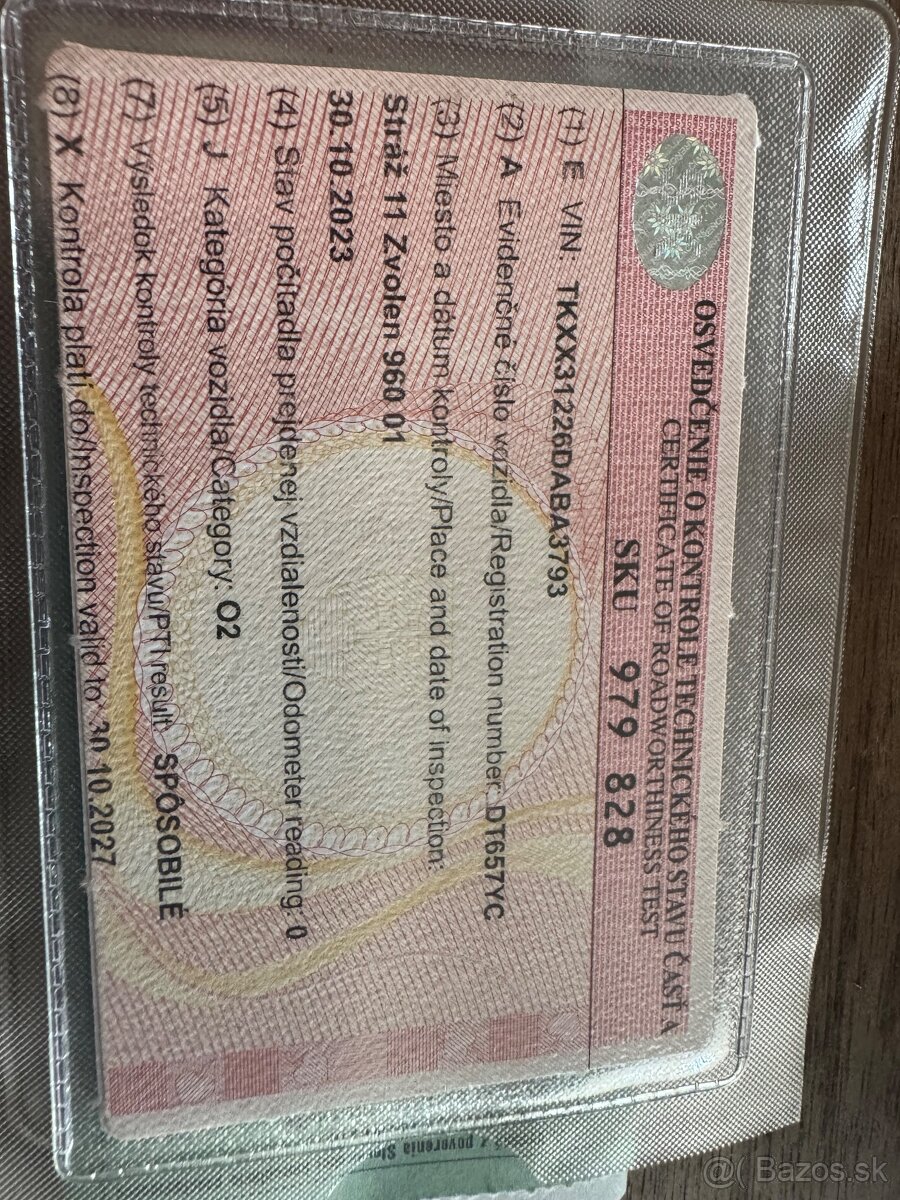 OSVEDČENIE O KONTROLE TECHNICKÉHO STAVU ČASŤ A
CERTIFICATE OF ROADWORTHINESS TEST
SKU 979 828
(1) E VIN: TKXX31226DABA3793
(2) A Evidenčné číslo vozidla/Registration number: DT657YC
(3) Miesto a dátum kontroly/Place and date of inspection:
Stráž 11 Zvolen 960 01
30.10.2023
(4) Stav počítadla prejdenej vzdialenosti/Odometer reading: 0
(5) J Kategória vozidla/Category: O2
(7) Výsledok kontroly technického stavu/PTI result SPÔSOBILÉ
(8) X Kontrola platí do/Inspection valid to 30.10.2027
z poverenia
@( Bazos.sk